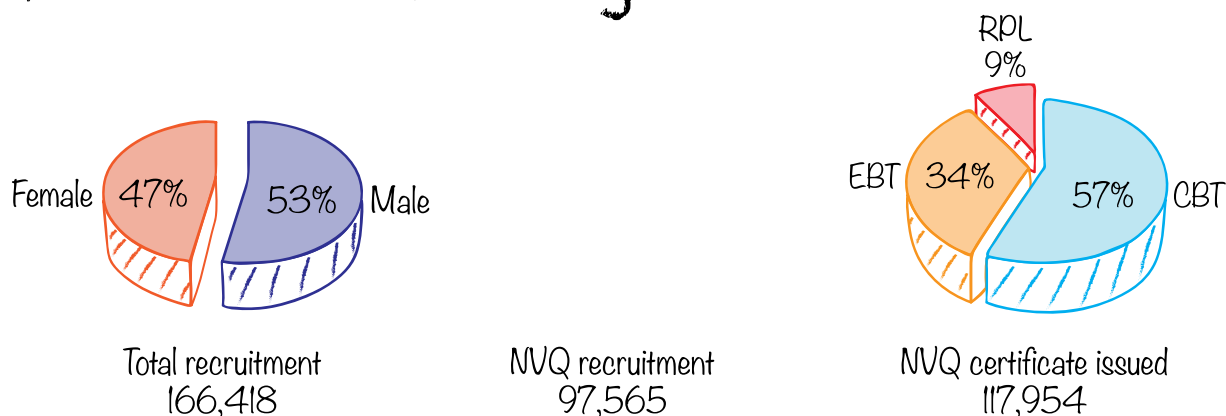 RPL
9%
Female
47%
53%
Male
EBT
34%
57%
CBT
Total recruitment
166,418
NVQ recruitment
97,565
NVQ certificate issued
117,954